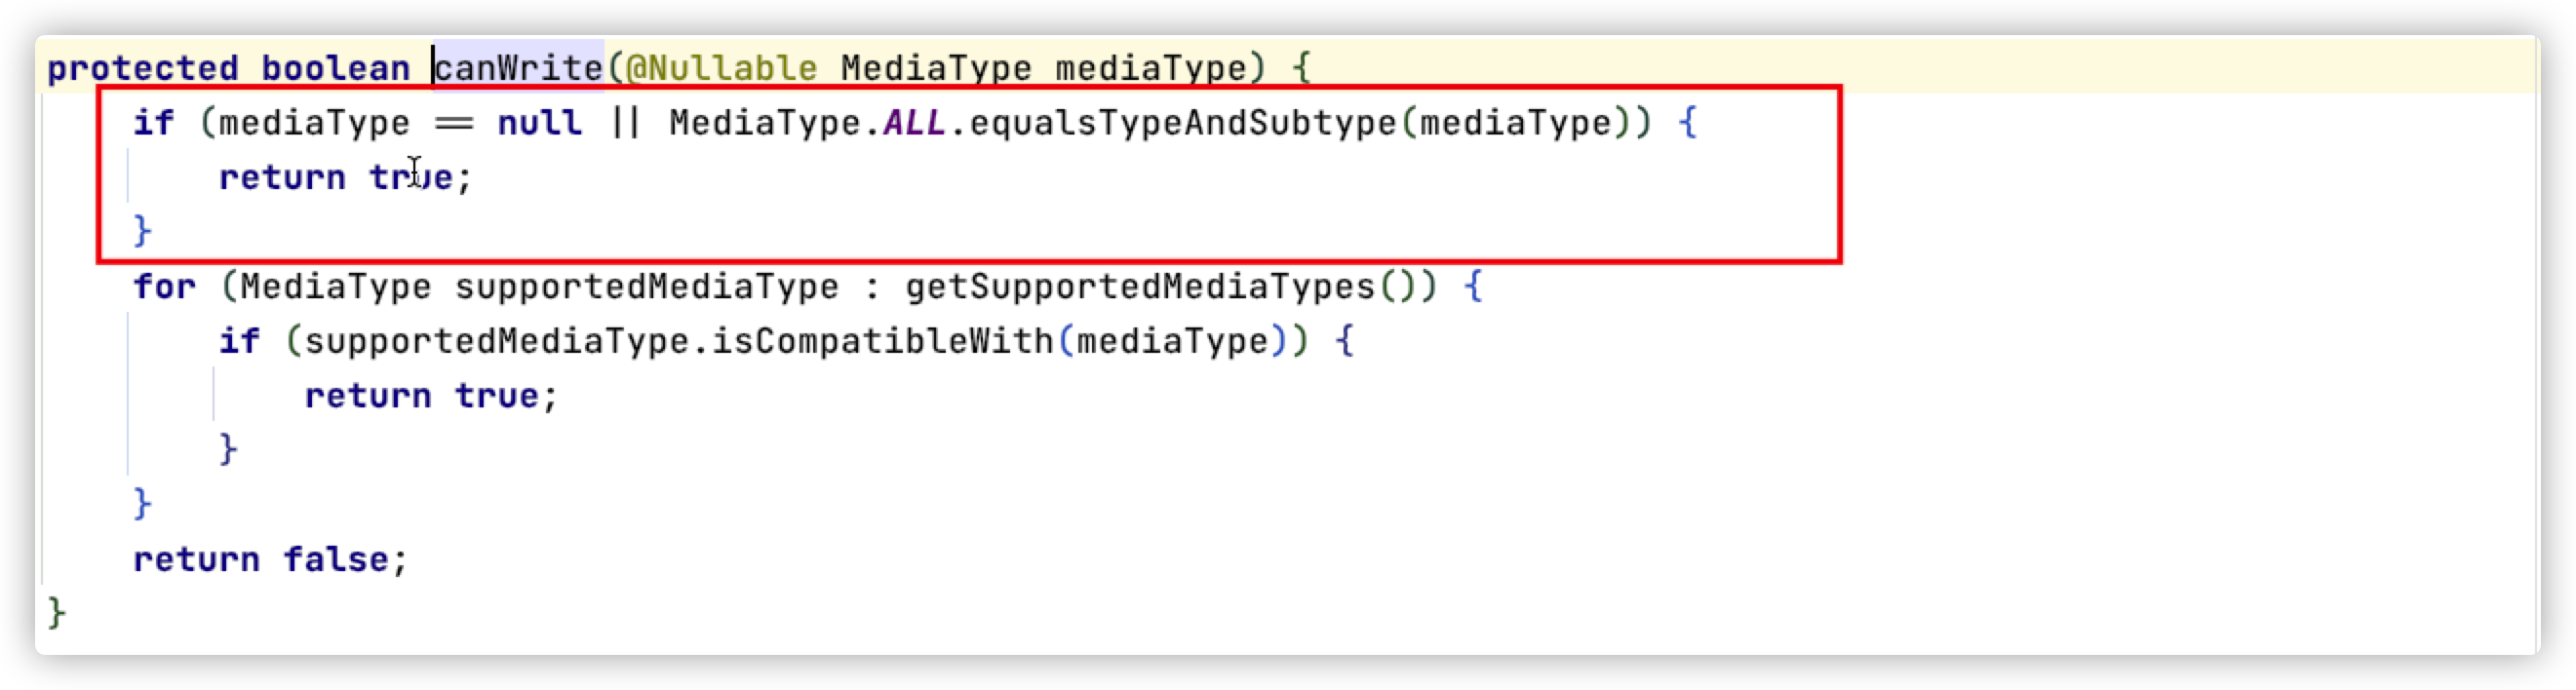 protected boolean canWrite(@Nullable MediaType mediaType) {
if (mediaType == null || MediaType.ALL.equalsTypeAndSubtype(mediaType)) {
return true;
}
for (MediaType supportedMediaType : getSupportedMediaTypes()) {
if (supportedMediaType.isCompatibleWith(mediaType)) {
return true;
}
}
return false;
}